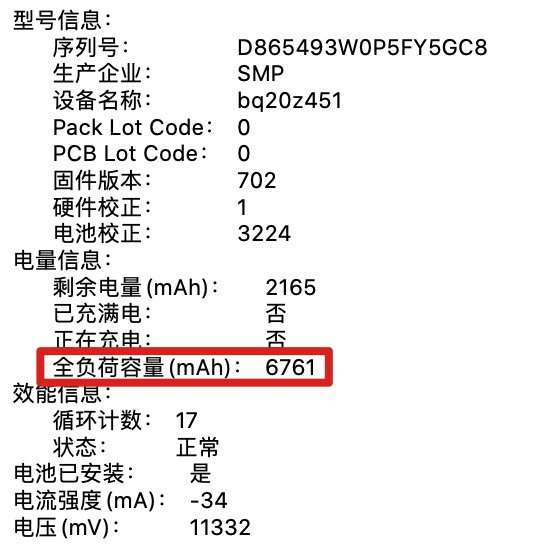 型号信息：
序列号： D865493W0P5FY5GC8
生产企业： SMP
设备名称： bq20z451
Pack Lot Code： 0
PCB Lot Code： 0
固件版本： 702
硬件校正： 1
电池校正： 3224
电量信息：
剩余电量 (mAh)： 2165
已充满电： 否
正在充电： 否
全负荷容量 (mAh)： 6761
效能信息：
循环计数： 17
状态： 正常
电池已安装： 是
电流强度 (mA)： -34
电压 (mV)： 11332